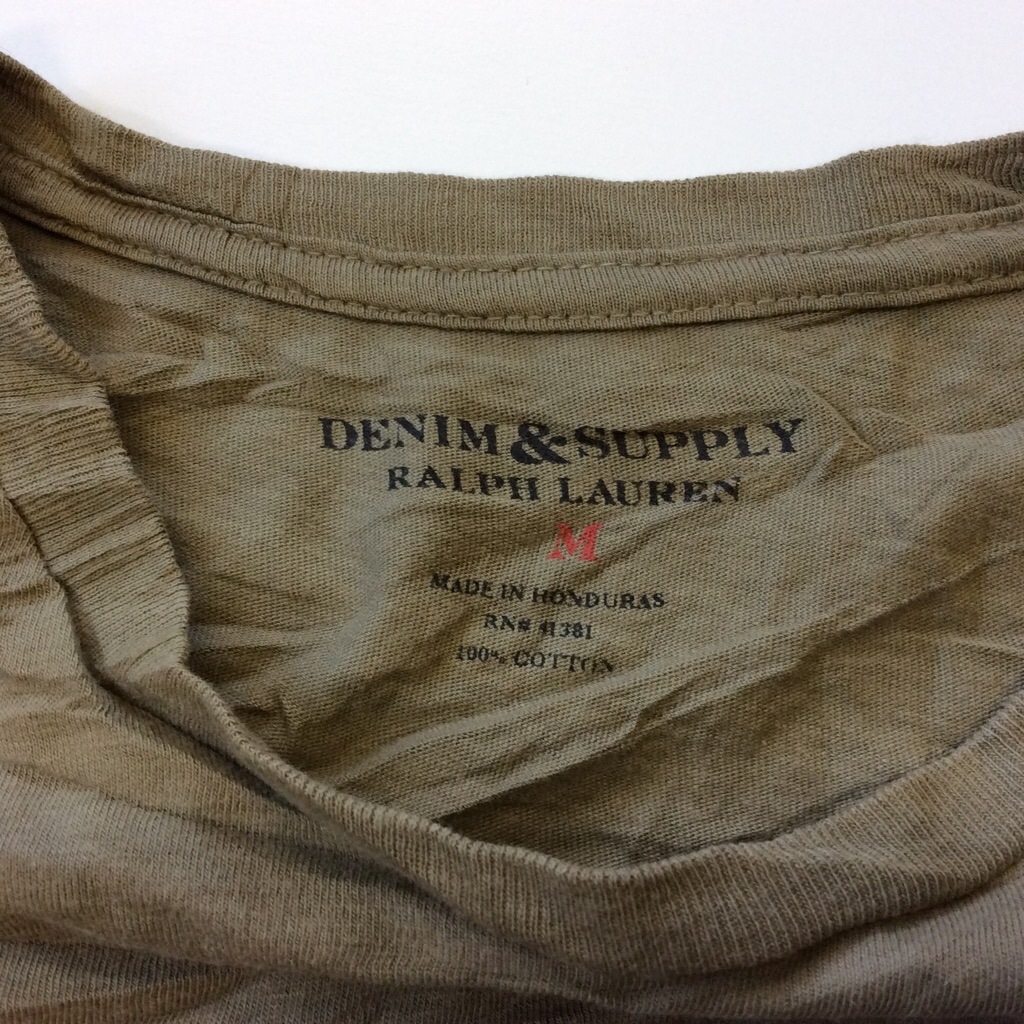 DENIM & SUPPLY
RALPH LAUREN
M
MADE IN HONDURAS
RN# 41381
100% COTTON